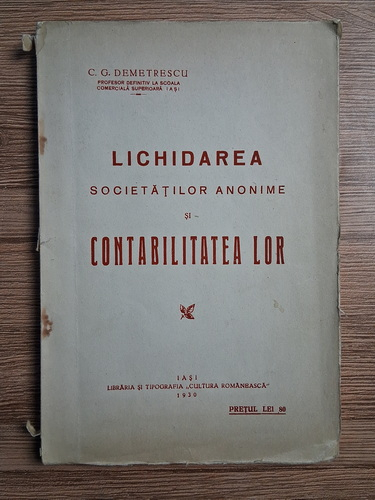 C. G. DEMETRESCU
PROFESOR DEFINITIV LA SCOALA
COMERCIALĂ SUPERIOARĂ IAŞI
LICHIDAREA
SOCIETĂŢILOR ANONIME
ŞI
CONTABILITATEA LOR
IAŞI
LIBRĂRIA ŞI TIPOGRAFIA „CULTURA ROMÂNEASCĂ”
1930
PREŢUL LEI 80